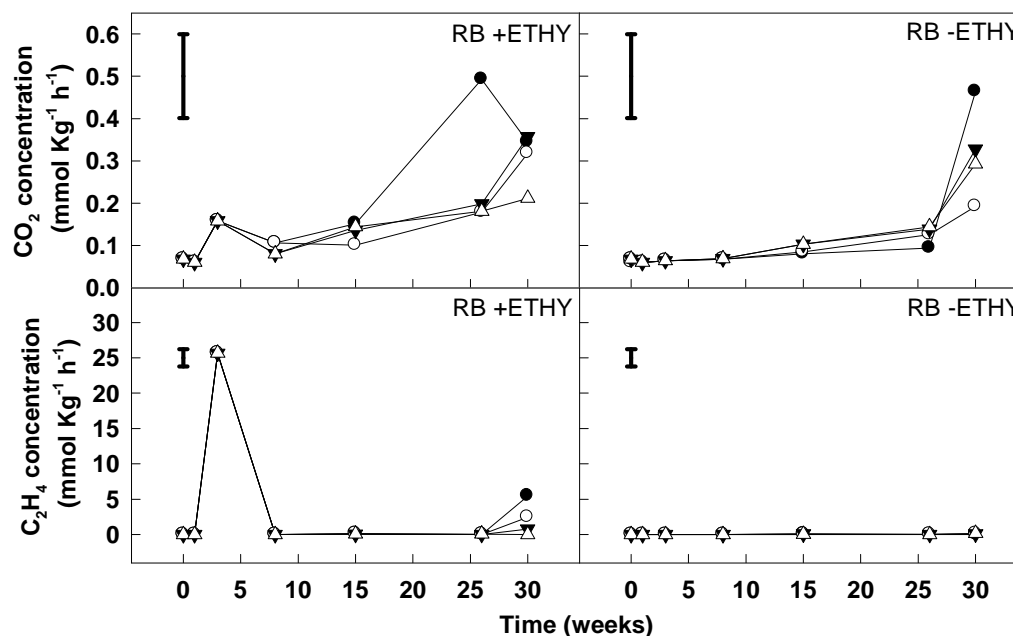 RB +ETHY
RB -ETHY
CO₂ concentration
(mmol Kg⁻¹ h⁻¹)
0.6
0.5
0.4
0.3
0.2
0.1
0.0
RB +ETHY
RB -ETHY
C₂H₄ concentration
(mmol Kg⁻¹ h⁻¹)
30
25
20
15
10
5
0
0 5 10 15 20 25 30 0 5 10 15 20 25 30
Time (weeks)